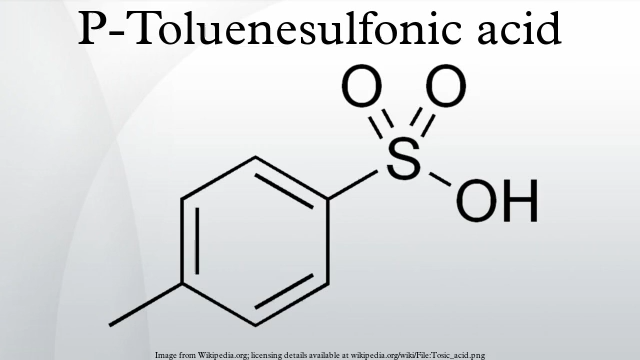 P-Toluenesulfonic acid
O O
S
OH
Image from Wikipedia.org; licensing details available at wikipedia.org/wiki/File:Tosic_acid.png